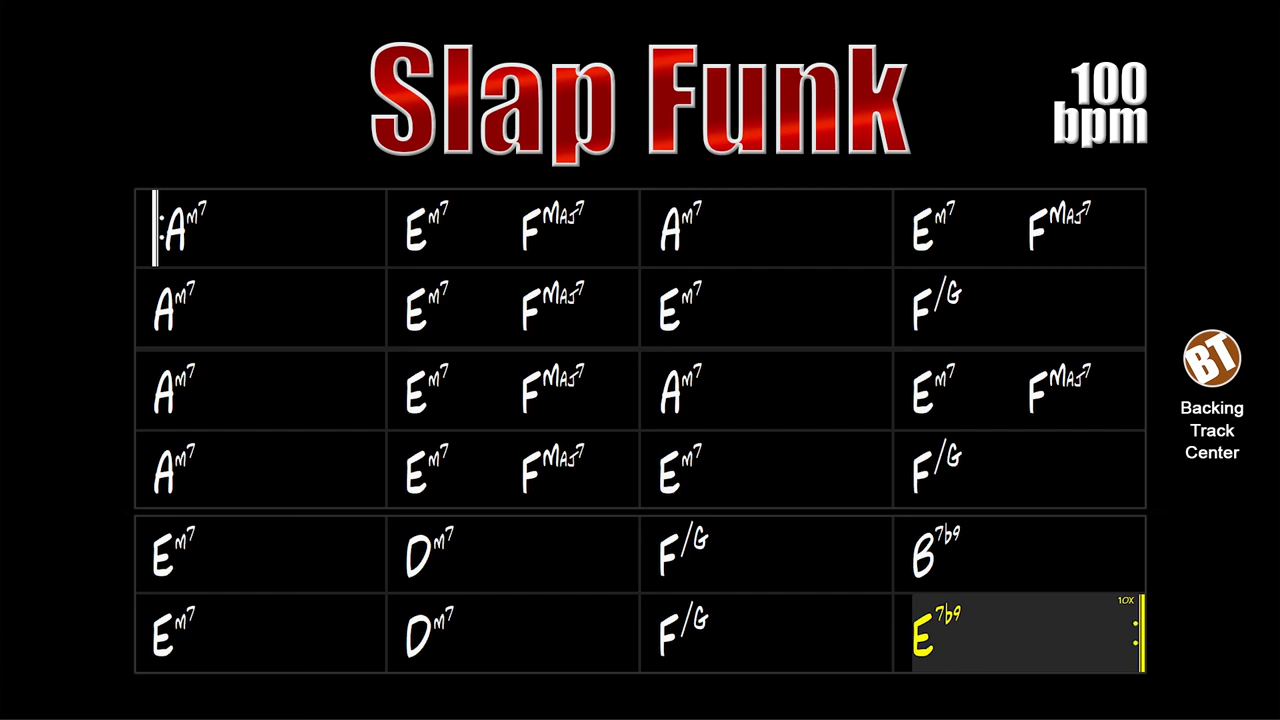 Slap Funk
100
bpm
Am7 Em7 FMaj7 Am7 Em7 FMaj7
Am7 Em7 FMaj7 Em7 F/G
Am7 Em7 FMaj7 Am7 Em7 FMaj7
Am7 Em7 FMaj7 Em7 F/G
Em7 Dm7 F/G B7b9
Em7 Dm7 F/G E7b9 10x
BT
Backing
Track
Center